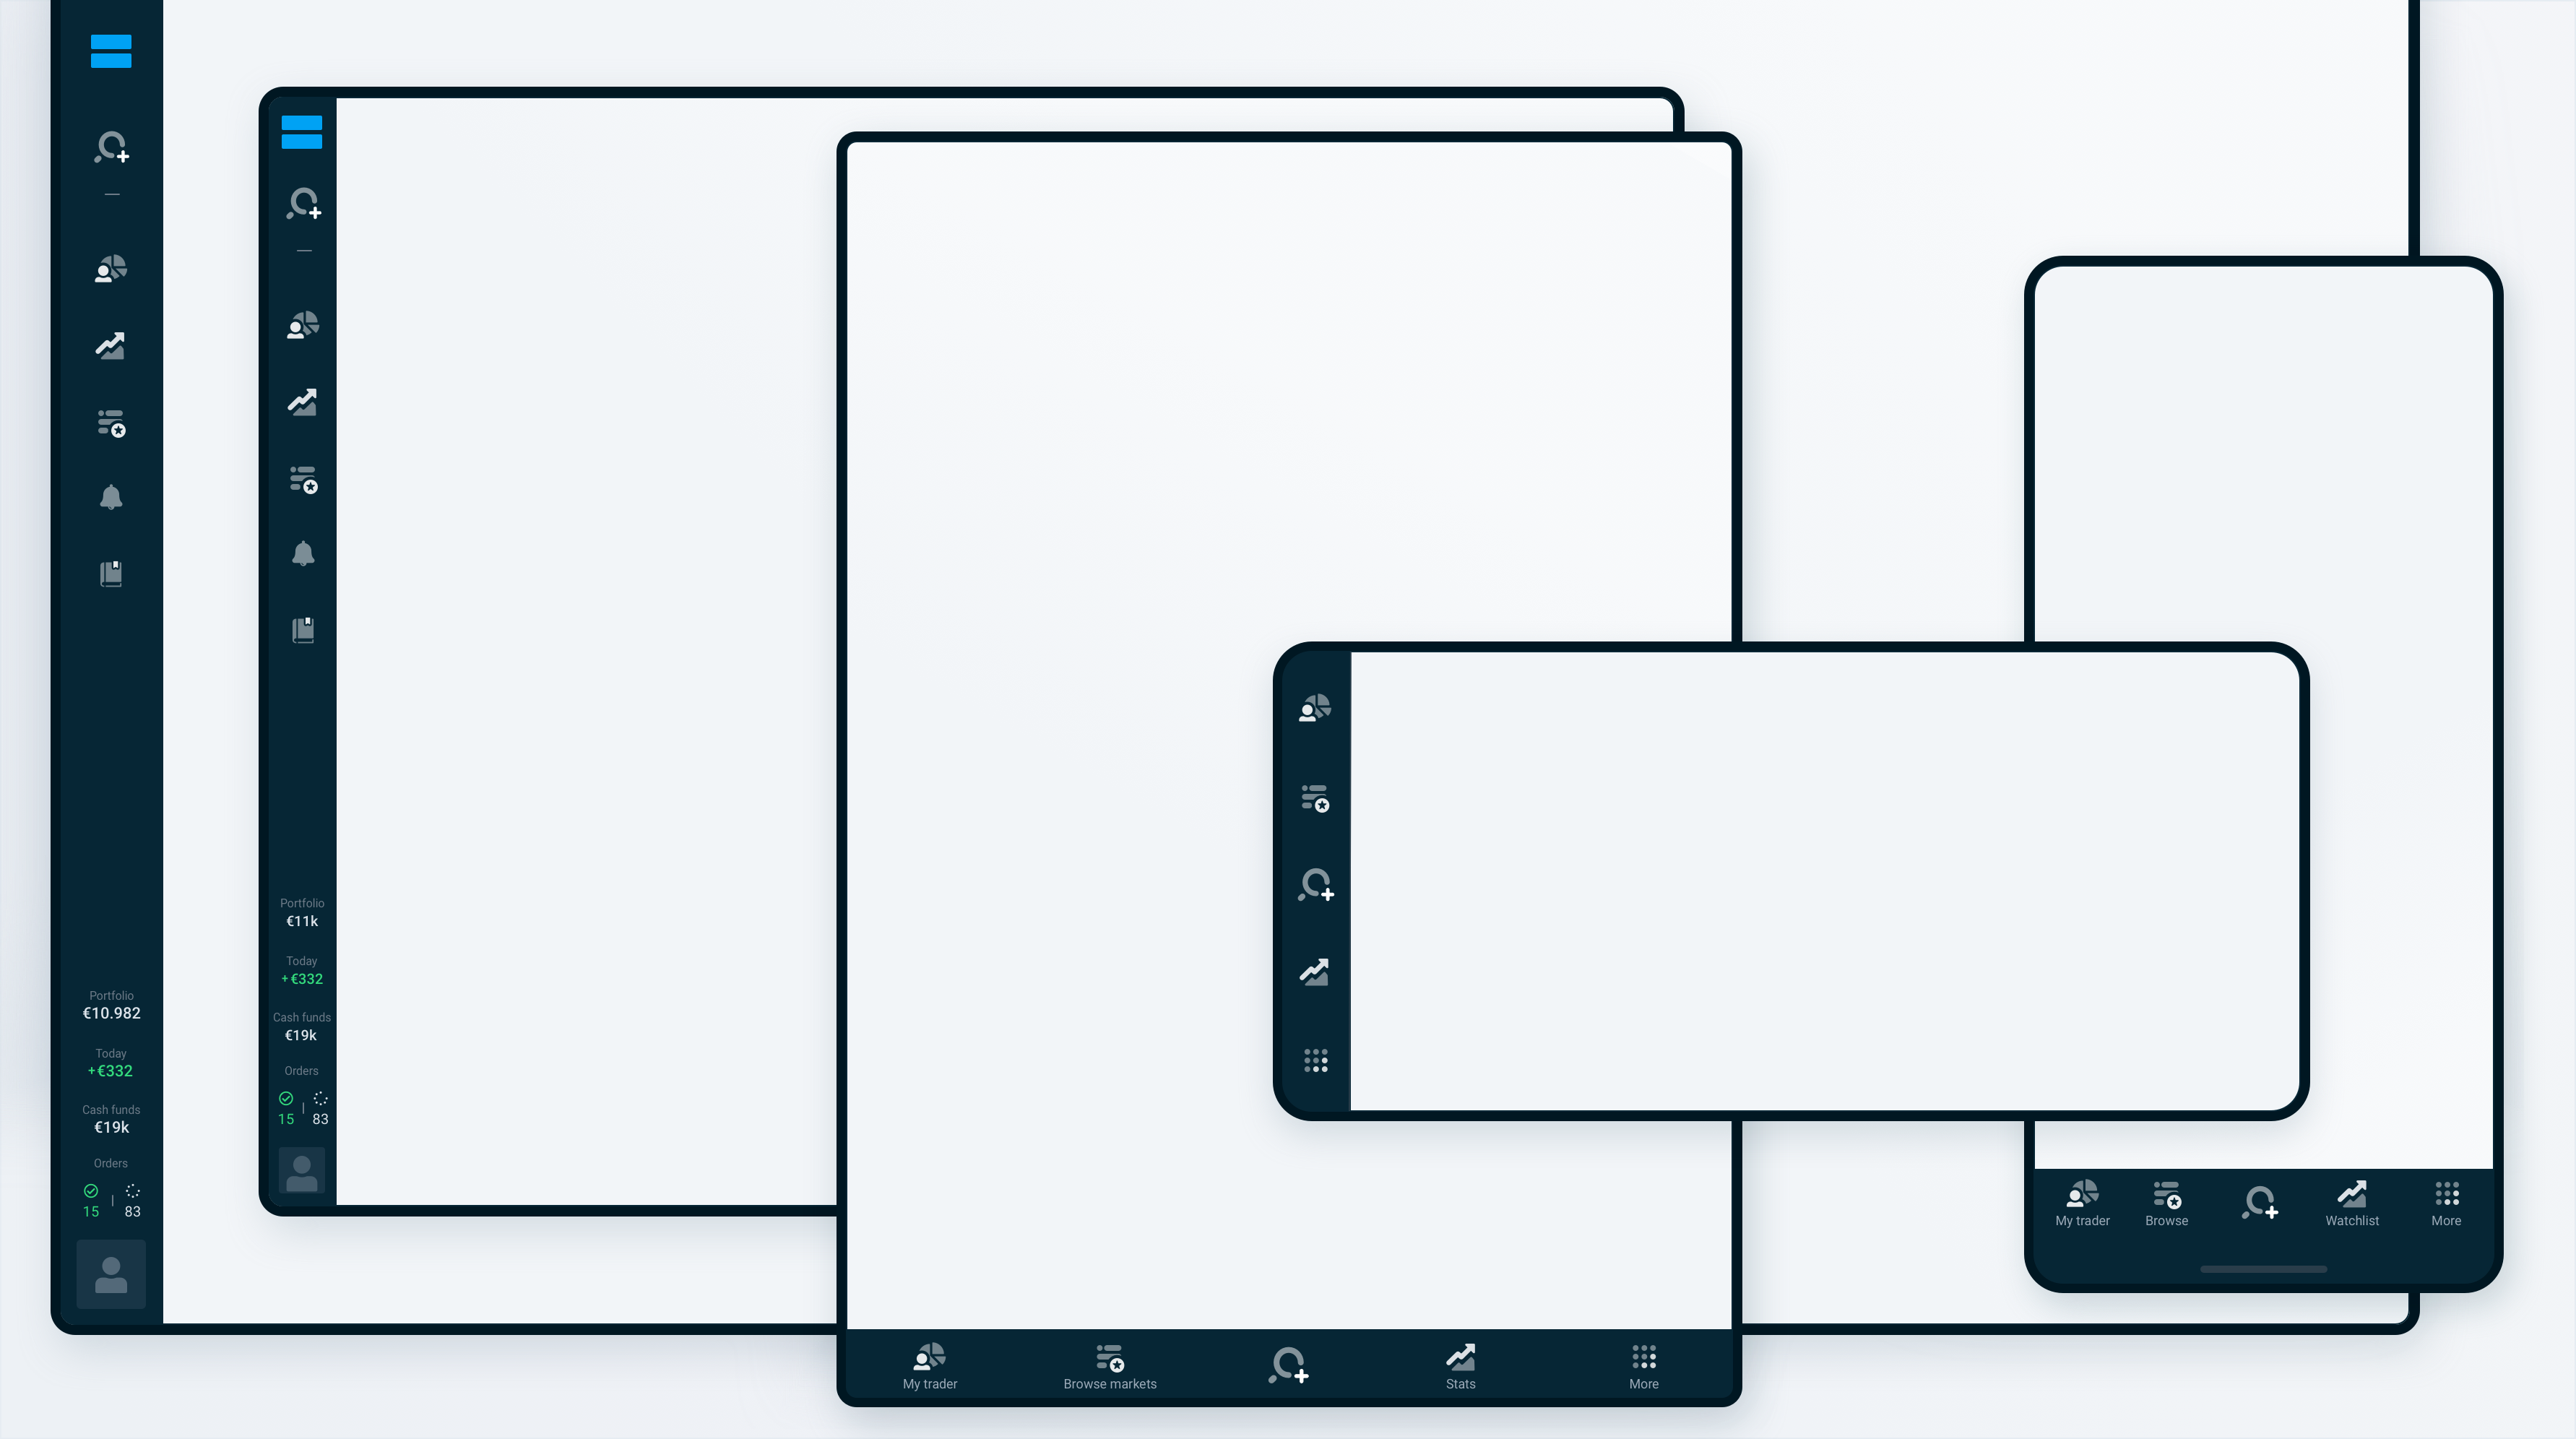 Portfolio
€10.982
Today
+€332
Cash funds
€19k
Orders
15 | 83
Portfolio
€11k
Today
+€332
Cash funds
€19k
Orders
15 | 83
My trader
Browse markets
Stats
More
My trader
Browse
Watchlist
More